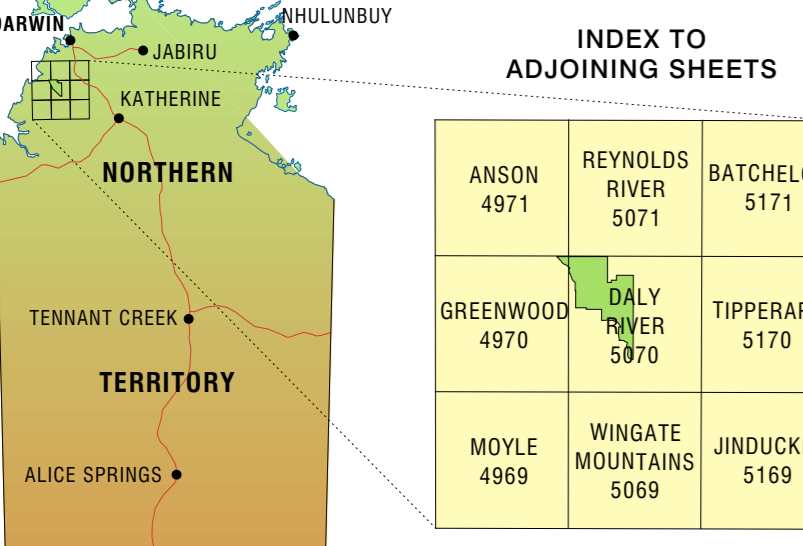 NHULUNBUY
JABIRU
KATHERINE
NORTHERN
TENNANT CREEK
TERRITORY
ALICE SPRINGS
INDEX TO
ADJOINING SHEETS
ANSON
4971
REYNOLDS
RIVER
5071
5171
GREENWOOD
4970
DALY
RIVER
5070
5170
MOYLE
4969
WINGATE
MOUNTAINS
5069
5169